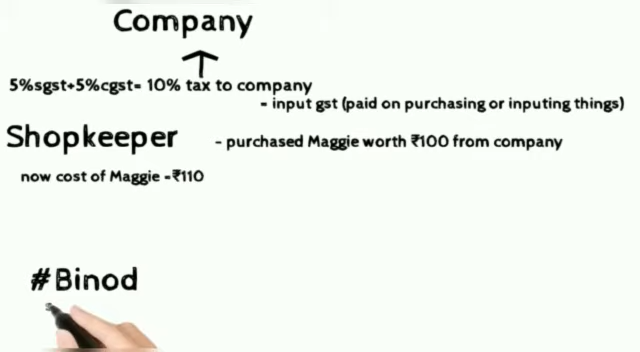 Company
5%sgst+5%cgst= 10% tax to company
= input gst (paid on purchasing or inputing things)
Shopkeeper - purchased Maggie worth ₹100 from company
now cost of Maggie =₹110
#Binod